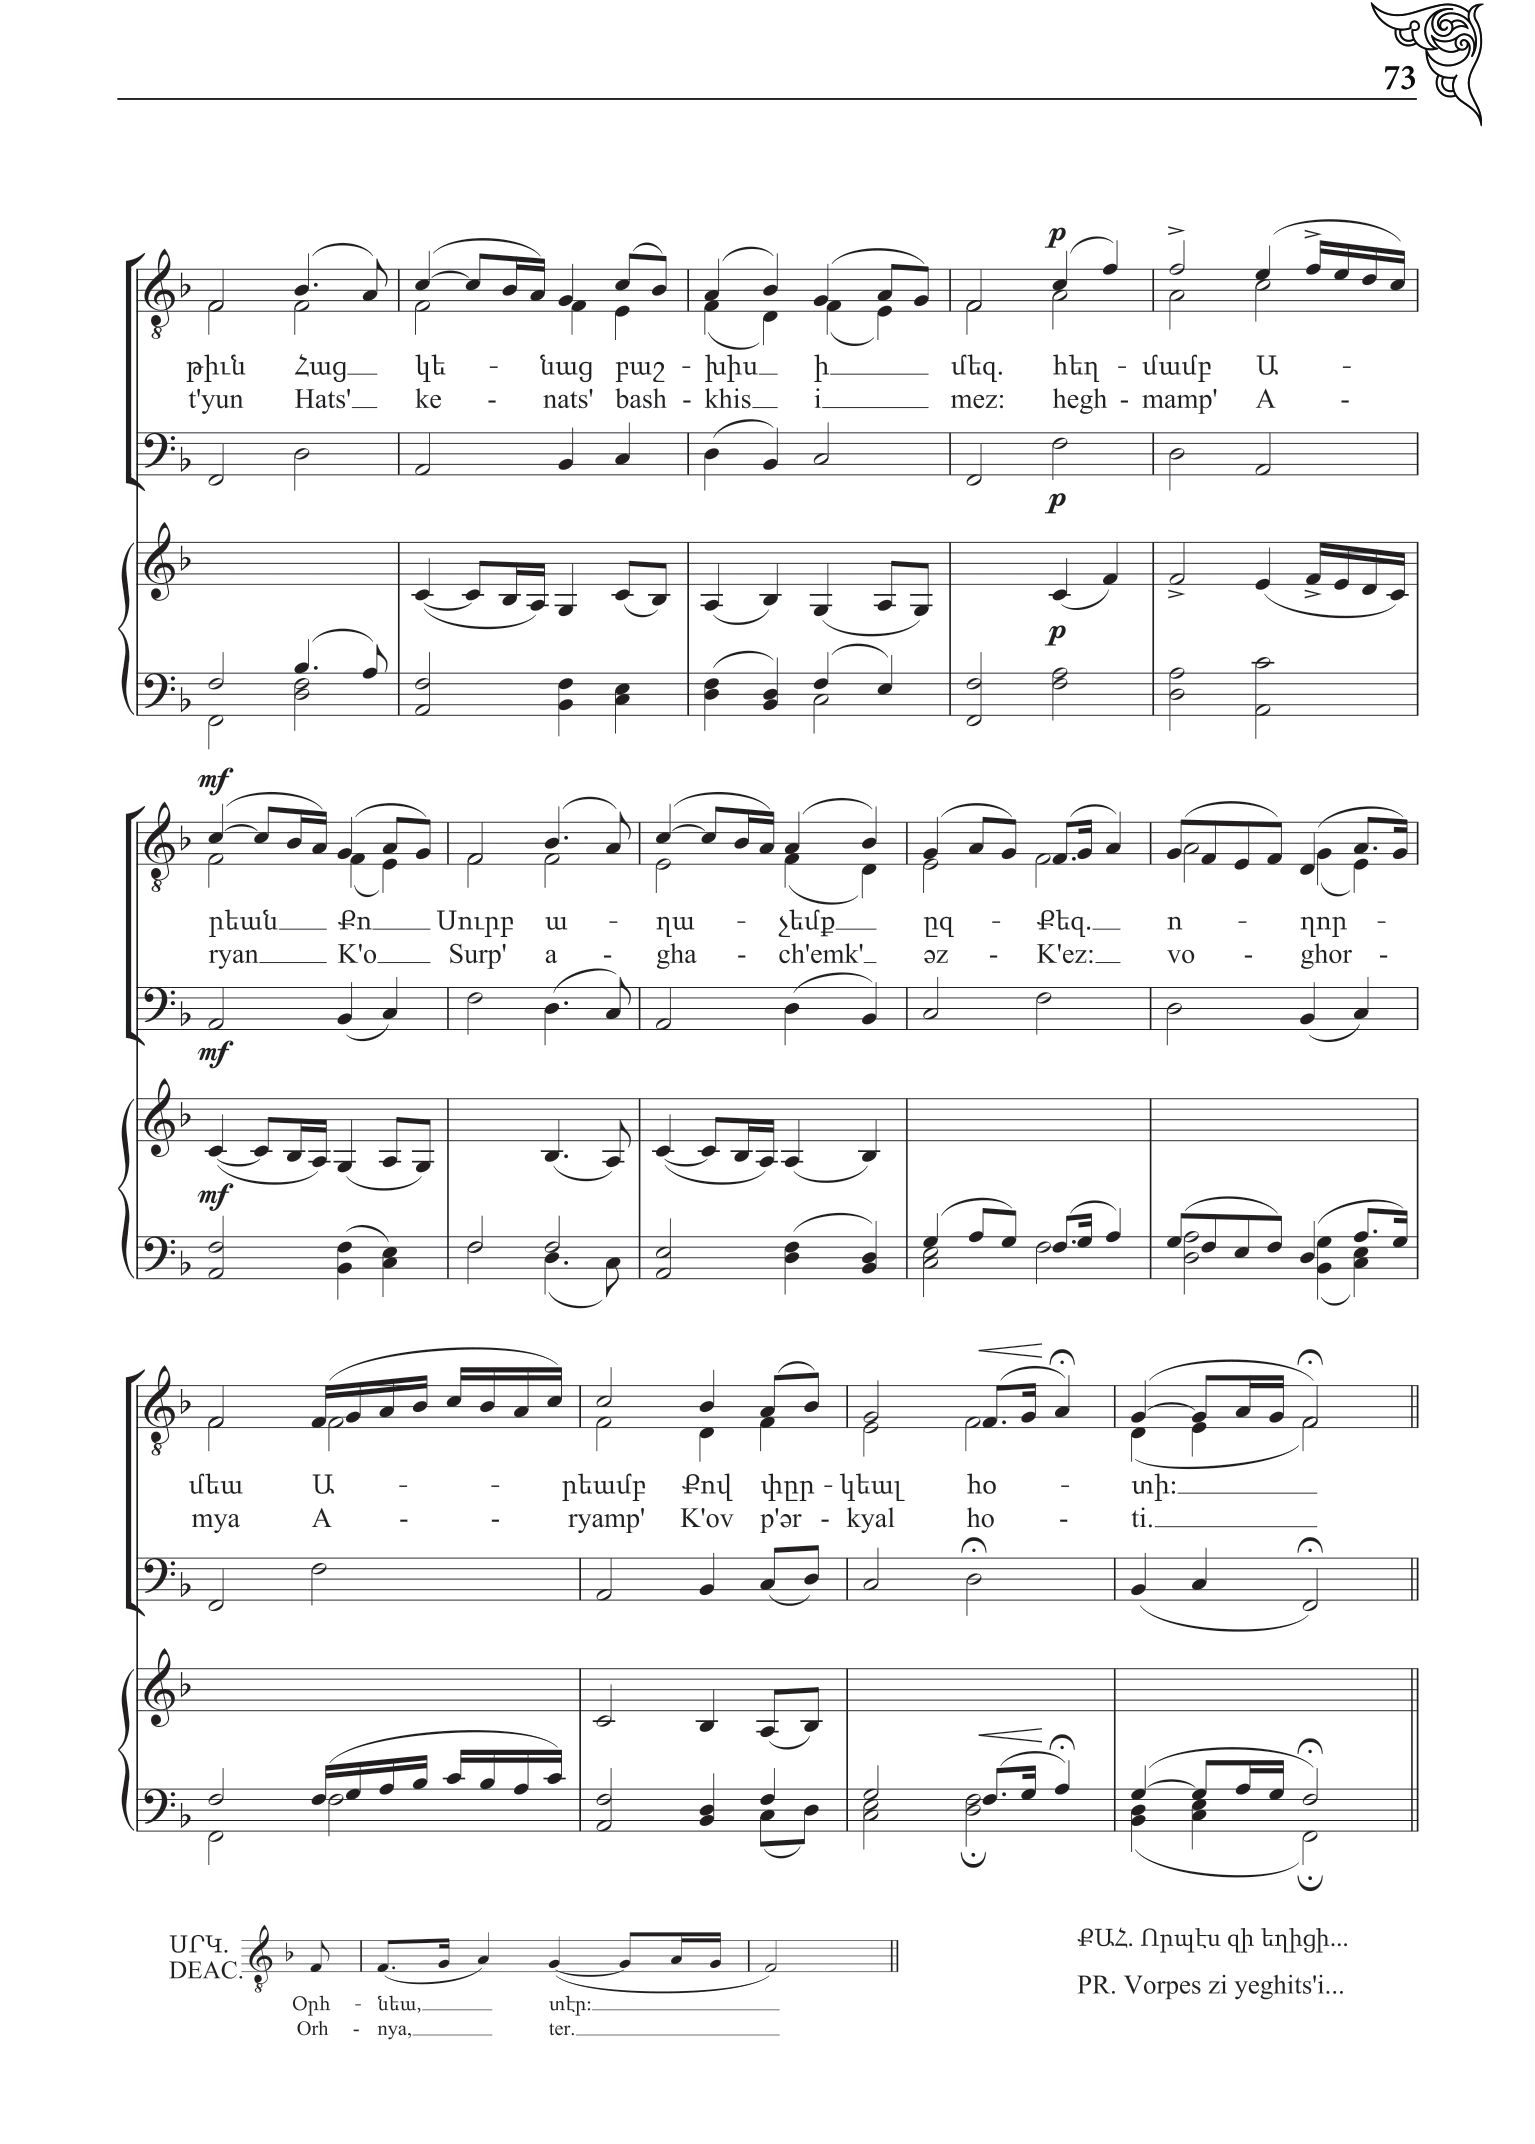 73
p
թիւն Հաց կե - նաց բաշ - խիս ի մեզ. հեղ - մամբ Ա -
t'yun Hats' ke - nats' bash - khis i mez: hegh - mamp' A -
p
p
mf
րեան Քո Սուրբ ա - ղա - չեմք ըզ - Քեզ. ո - ղոր -
ryan K'o Surp' a - gha - ch'emk' əz - K'ez: vo - ghor -
mf
mf
մեա Ա - - րեամբ Քով փըր - կեալ հո - տի:
mya A - - ryamp' K'ov p'ər - kyal ho - ti.
ՍՐԿ.
DEAC.
Օրհ - նեա, տէր:
Orh - nya, ter.
ՔԱՀ. Որպէս զի եղիցի...
PR. Vorpes zi yeghits'i...